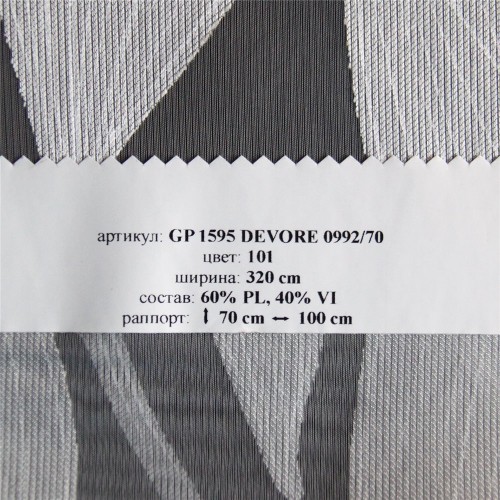 артикул: GP 1595 DEVORE 0992/70
цвет: 101
ширина: 320 cm
состав: 60% PL, 40% VI
раппорт: ↕ 70 cm ↔ 100 cm